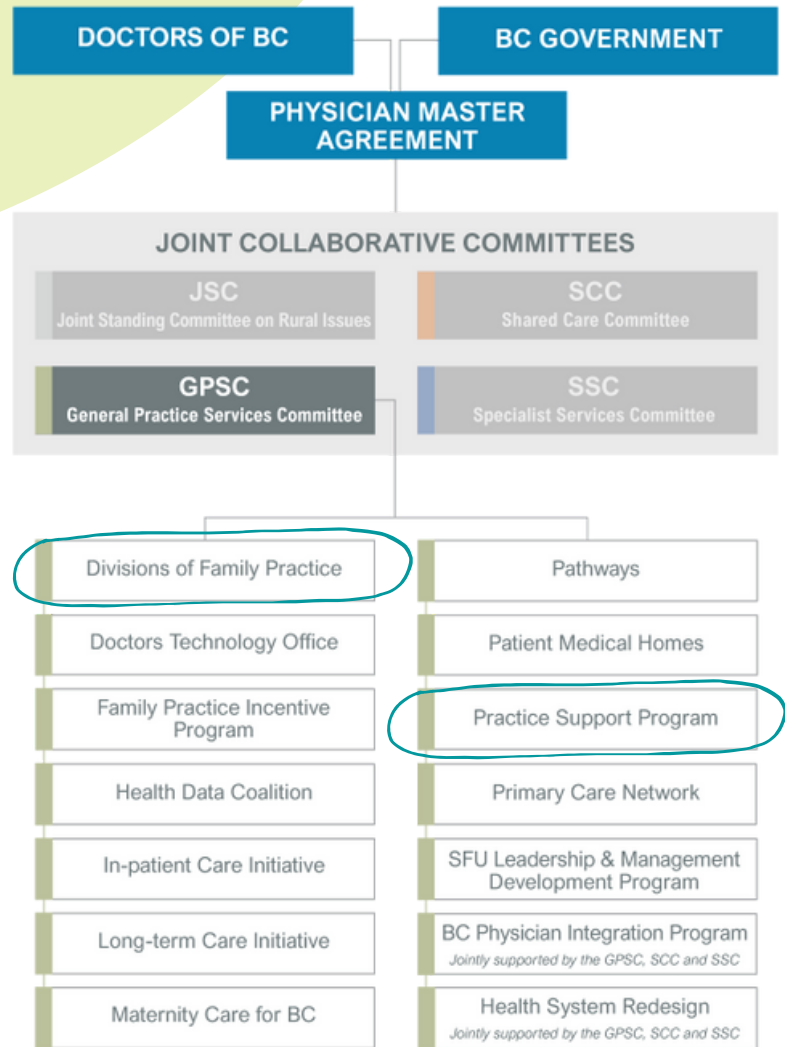 DOCTORS OF BC
BC GOVERNMENT
PHYSICIAN MASTER
AGREEMENT
JOINT COLLABORATIVE COMMITTEES
JSC
Joint Standing Committee on Rural Issues
SCC
Shared Care Committee
GPSC
General Practice Services Committee
SSC
Specialist Services Committee
Divisions of Family Practice
Doctors Technology Office
Family Practice Incentive
Program
Health Data Coalition
In-patient Care Initiative
Long-term Care Initiative
Maternity Care for BC
Pathways
Patient Medical Homes
Practice Support Program
Primary Care Network
SFU Leadership & Management
Development Program
BC Physician Integration Program
Jointly supported by the GPSC, SCC and SSC
Health System Redesign
Jointly supported by the GPSC, SCC and SSC